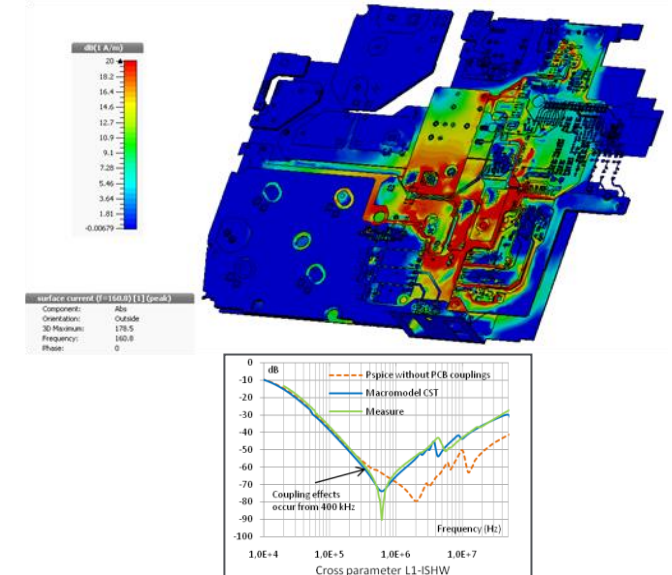 dB(1 A/m)
20
18.2
16.4
14.6
12.7
10.9
9.1
7.28
5.46
3.64
1.81
-0.00679
surface current (f=160.0) [1] (peak)
Component: Abs
Orientation: Outside
3D Maximum: 178.5
Frequency: 160.0
Phase: 0
0
dB
-10
Pspice without PCB couplings
-20
Macromodel CST
-30
Measure
-40
-50
-60
-70
Coupling effects
occur from 400 kHz
-80
-90
Frequency (Hz)
-100
1,0E+4 1,0E+5 1,0E+6 1,0E+7
Cross parameter L1-ISHW